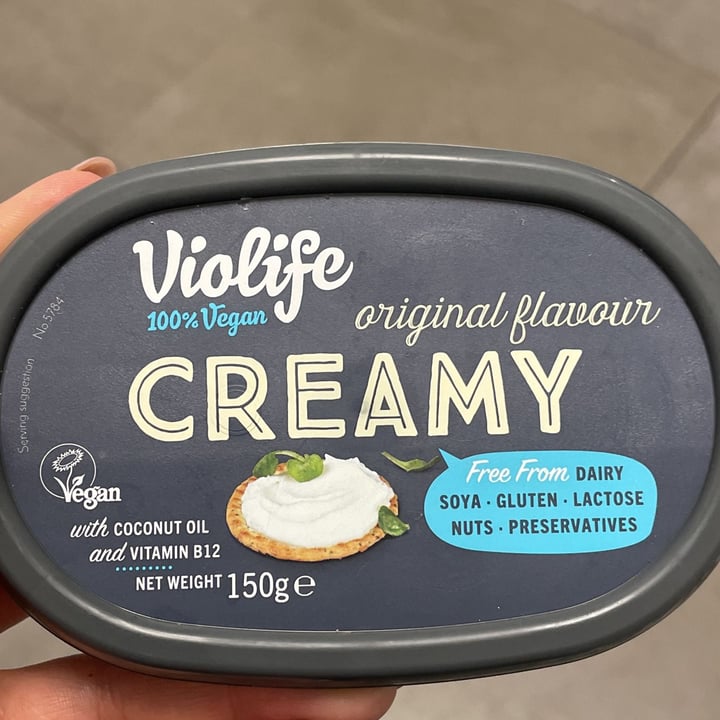 Violife
100% Vegan
original flavour
CREAMY
Serving suggestion No.5784
Vegan
with COCONUT OIL
and VITAMIN B12
NET WEIGHT 150g e
Free From DAIRY
SOYA · GLUTEN · LACTOSE
NUTS · PRESERVATIVES